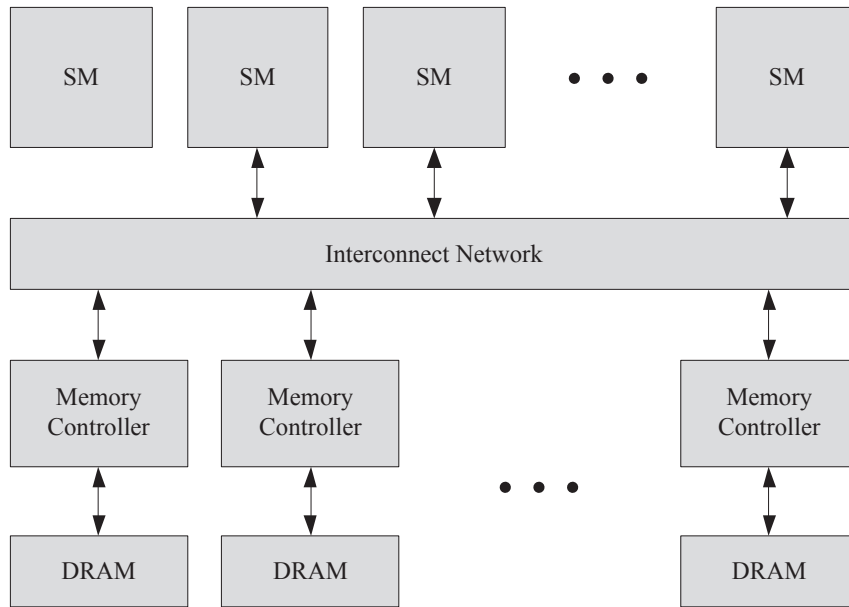 SM
SM
SM
SM
Interconnect Network
Memory
Controller
Memory
Controller
Memory
Controller
DRAM
DRAM
DRAM